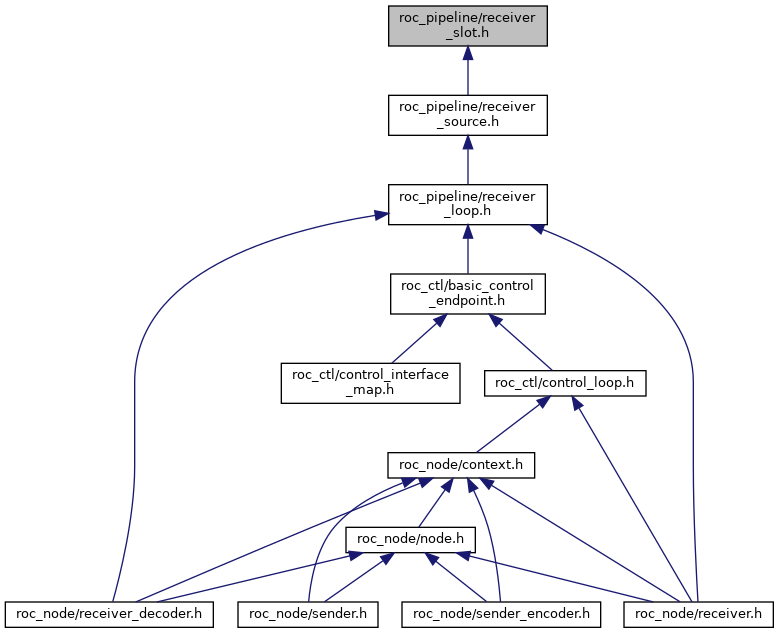 roc_pipeline/receiver
_slot.h
roc_pipeline/receiver
_source.h
roc_pipeline/receiver
_loop.h
roc_ctl/basic_control
_endpoint.h
roc_ctl/control_interface
_map.h
roc_ctl/control_loop.h
roc_node/context.h
roc_node/node.h
roc_node/receiver_decoder.h
roc_node/sender.h
roc_node/sender_encoder.h
roc_node/receiver.h